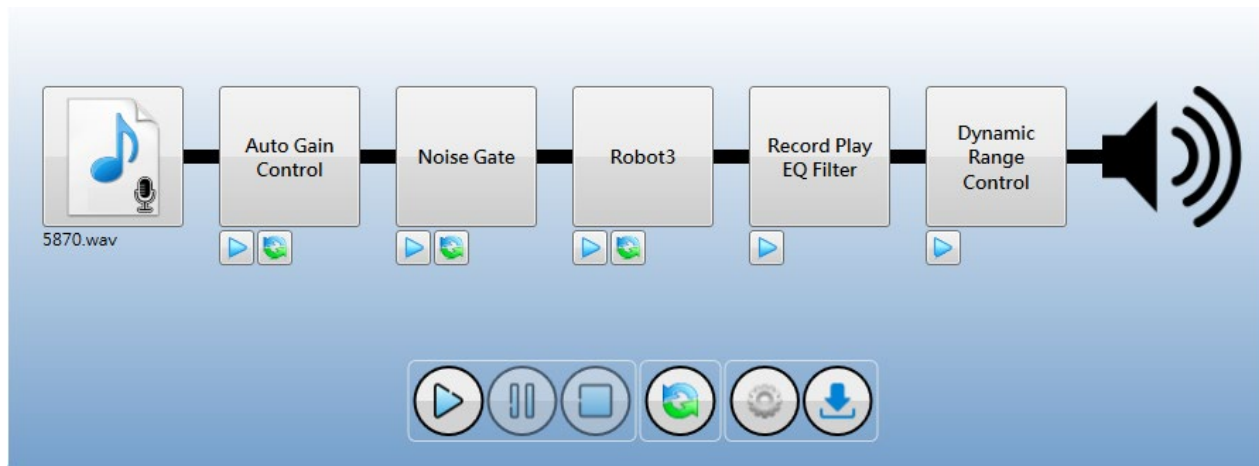 Auto Gain
Control
Noise Gate
Robot3
Record Play
EQ Filter
Dynamic
Range
Control
5870.wav